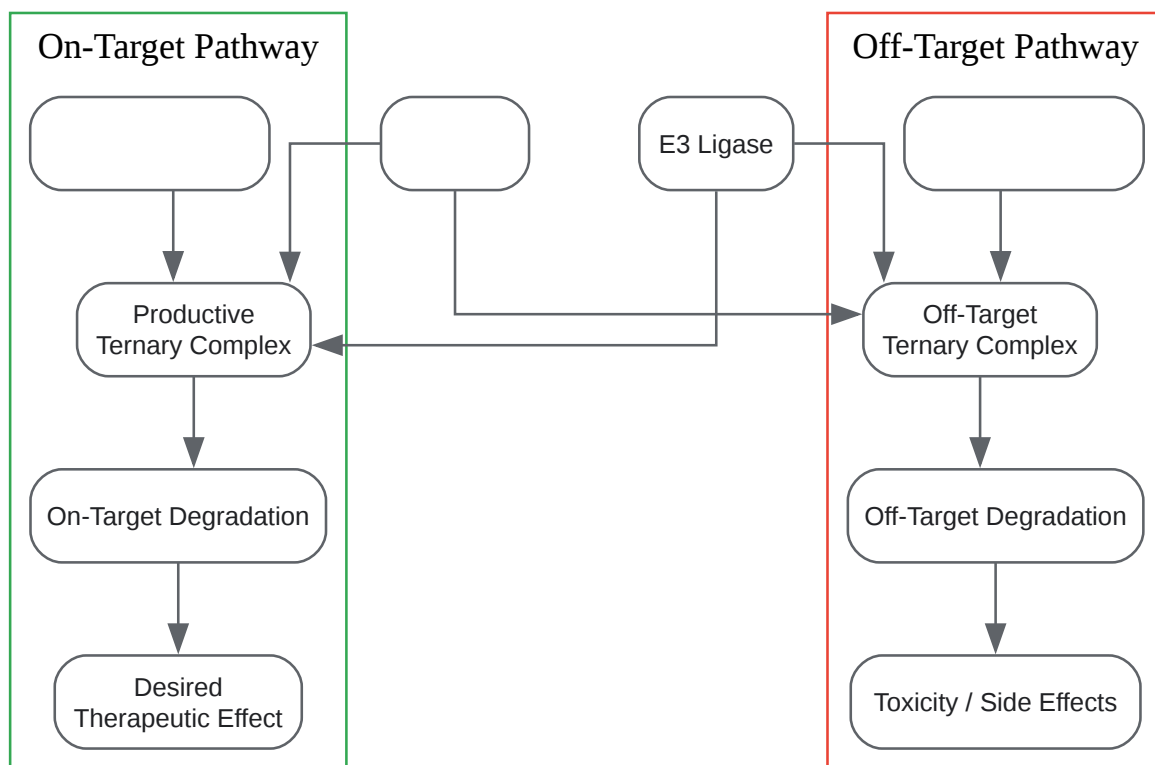 On-Target Pathway
Off-Target Pathway
E3 Ligase
Productive
Ternary Complex
Off-Target
Ternary Complex
On-Target Degradation
Off-Target Degradation
Desired
Therapeutic Effect
Toxicity / Side Effects